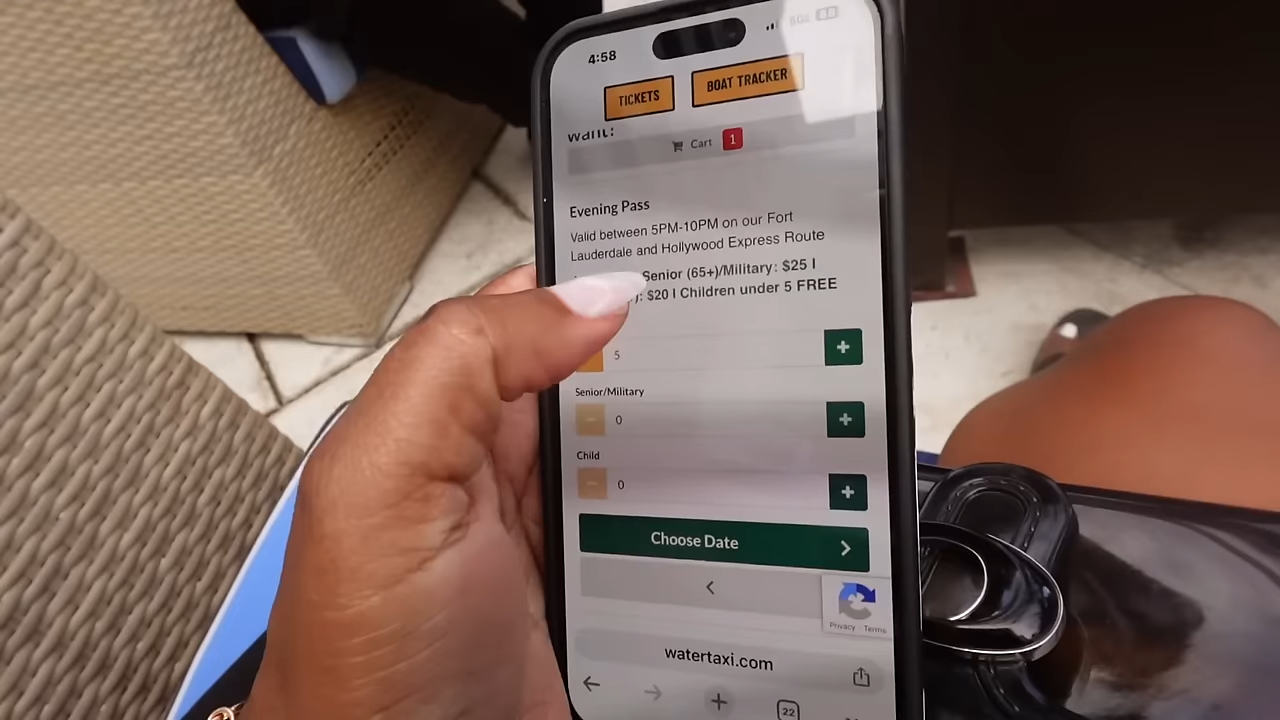 4:58
TICKETS
BOAT TRACKER
want:
Cart 1
Evening Pass
Valid between 5PM-10PM on our Fort
Lauderdale and Hollywood Express Route
Senior (65+)/Military: $25 |
): $20 | Children under 5 FREE
5
Senior/Military
0
Child
0
Choose Date
Privacy - Terms
watertaxi.com
22